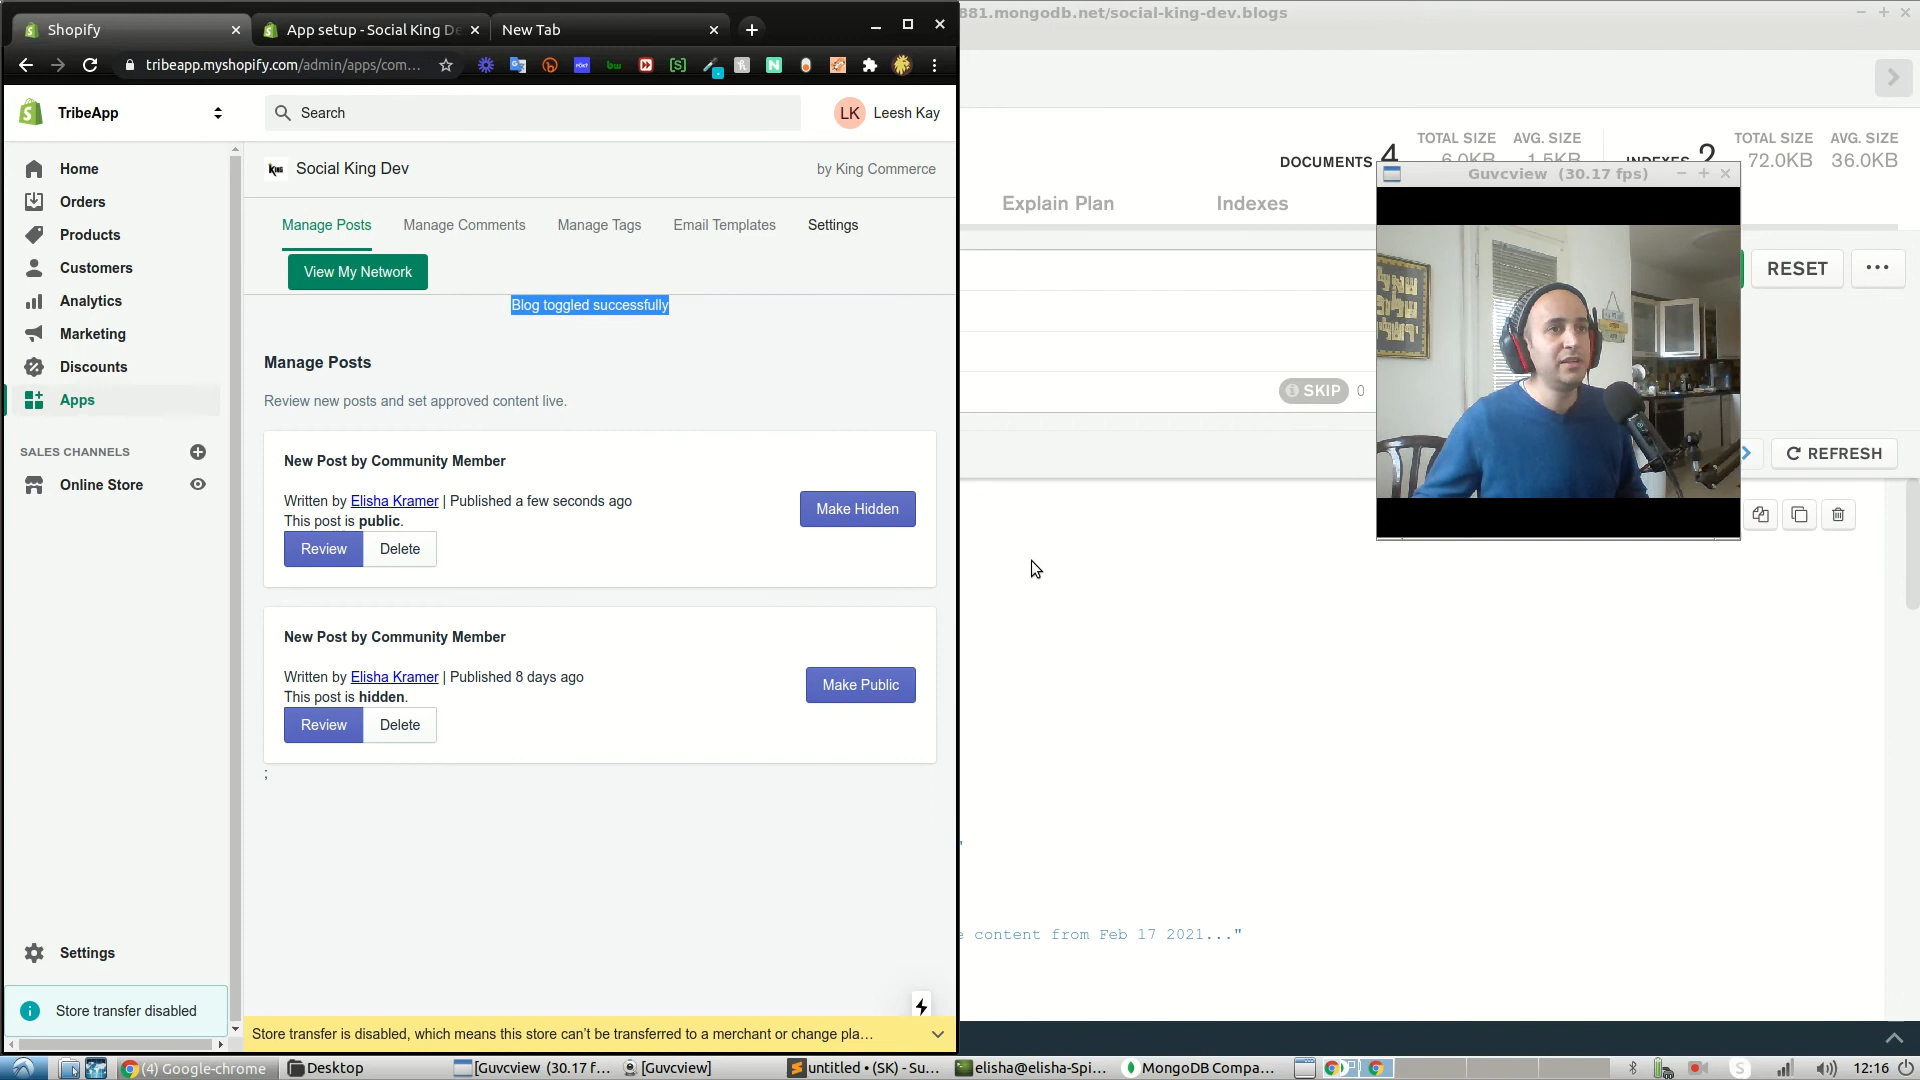 Shopify
App setup - Social King De
New Tab
tribeapp.myshopify.com/admin/apps/com...
TribeApp
Search
LK
Leesh Kay
Home
Orders
Products
Customers
Analytics
Marketing
Discounts
Apps
SALES CHANNELS
Online Store
Settings
Store transfer disabled
Social King Dev
by King Commerce
Manage Posts
Manage Comments
Manage Tags
Email Templates
Settings
View My Network
Blog toggled successfully
Manage Posts
Review new posts and set approved content live.
New Post by Community Member
Written by Elisha Kramer | Published a few seconds ago
This post is public.
Make Hidden
Review
Delete
New Post by Community Member
Written by Elisha Kramer | Published 8 days ago
This post is hidden.
Make Public
Review
Delete
;
Store transfer is disabled, which means this store can't be transferred to a merchant or change pla...
881.mongodb.net/social-king-dev.blogs
DOCUMENTS 4
TOTAL SIZE
6.0KB
AVG. SIZE
1.5KB
INDEXES 2
TOTAL SIZE
72.0KB
AVG. SIZE
36.0KB
Explain Plan
Indexes
Guvcview (30.17 fps)
RESET
SKIP 0
REFRESH
"
content from Feb 17 2021..."
(4) Google-chrome
Desktop
[Guvcview (30.17 f...
[Guvcview]
untitled • (SK) - Su...
elisha@elisha-Spi...
MongoDB Compa...
12:16